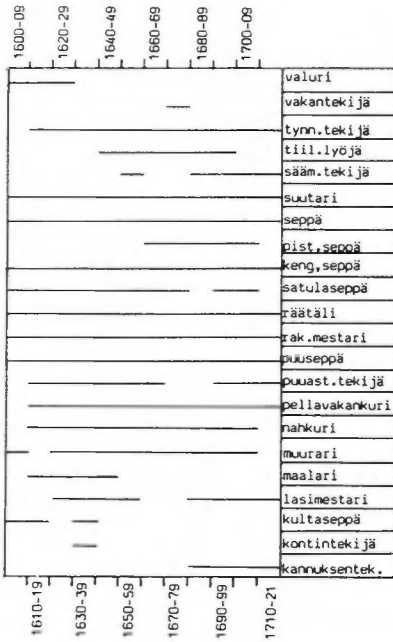 1600-09
1620-29
1640-49
1660-69
1680-89
1700-09
valuri
vakantekijä
tynn.tekijä
tiil.lyöjä
sääm.tekijä
suutari
seppä
pist.seppä
keng.seppä
satulaseppä
räätäli
rak.mestari
puuseppä
puuast.tekijä
pellavakankuri
nahkuri
muurari
maalari
lasimestari
kultaseppä
kontintekijä
kannuksentek.
1610-19
1630-39
1650-59
1670-79
1690-99
1710-21